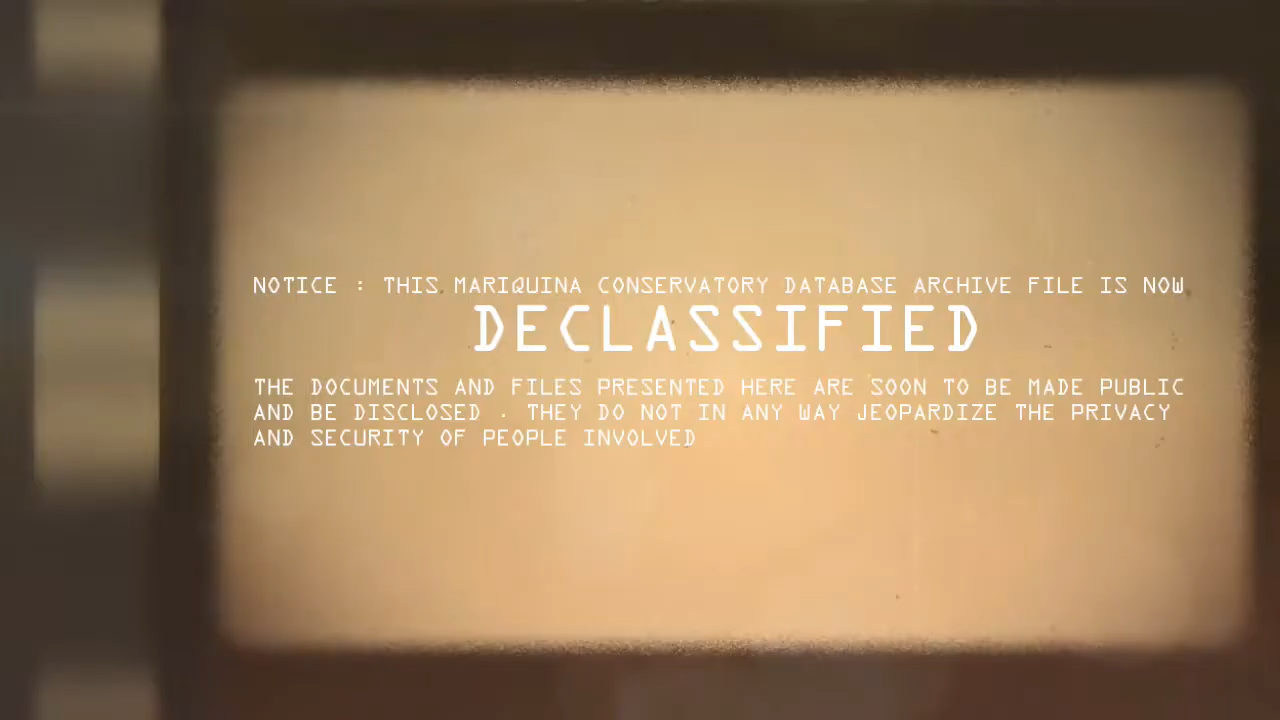 NOTICE : THIS MARIQUINA CONSERVATORY DATABASE ARCHIVE FILE IS NOW
DECLASSIFIED
THE DOCUMENTS AND FILES PRESENTED HERE ARE SOON TO BE MADE PUBLIC
AND BE DISCLOSED . THEY DO NOT IN ANY WAY JEOPARDIZE THE PRIVACY
AND SECURITY OF PEOPLE INVOLVED